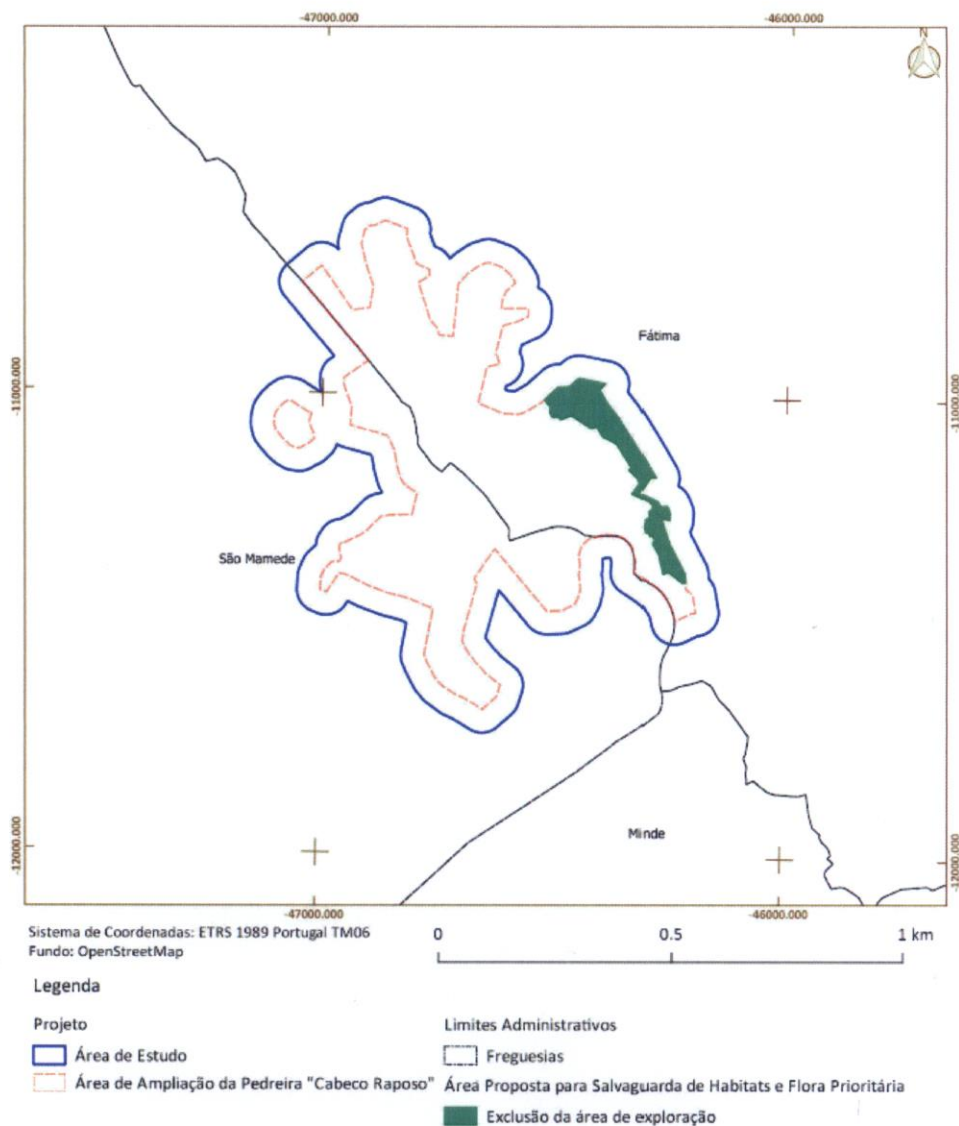 -47000.000 -46000.000
N
Fátima
-11000.000 -11000.000
São Mamede
Minde
-12000.000 -12000.000
-47000.000 -46000.000
Sistema de Coordenadas: ETRS 1989 Portugal TM06
Fundo: OpenStreetMap
0 0.5 1 km
Legenda
Projeto Limites Administrativos
Área de Estudo Freguesias
Área de Ampliação da Pedreira "Cabeco Raposo" Área Proposta para Salvaguarda de Habitats e Flora Prioritária
Exclusão da área de exploração